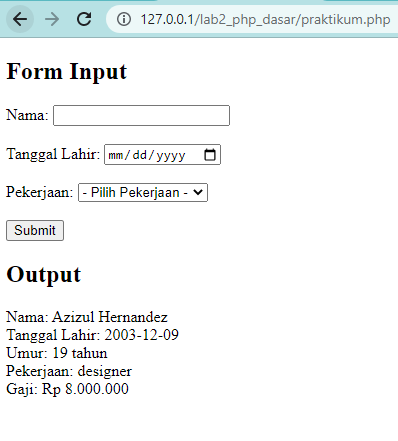 127.0.0.1/lab2_php_dasar/praktikum.php
Form Input
Nama:
Tanggal Lahir: mm/dd/yyyy
Pekerjaan: - Pilih Pekerjaan -
Submit
Output
Nama: Azizul Hernandez
Tanggal Lahir: 2003-12-09
Umur: 19 tahun
Pekerjaan: designer
Gaji: Rp 8.000.000